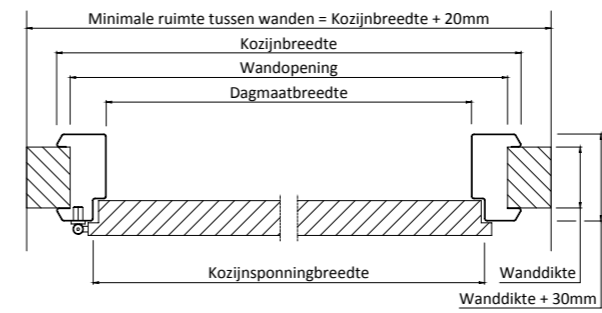 Minimale ruimte tussen wanden = Kozijnbreedte + 20mm
Kozijnbreedte
Wandopening
Dagmaatbreedte
Kozijnsponningbreedte
Wanddikte
Wanddikte + 30mm